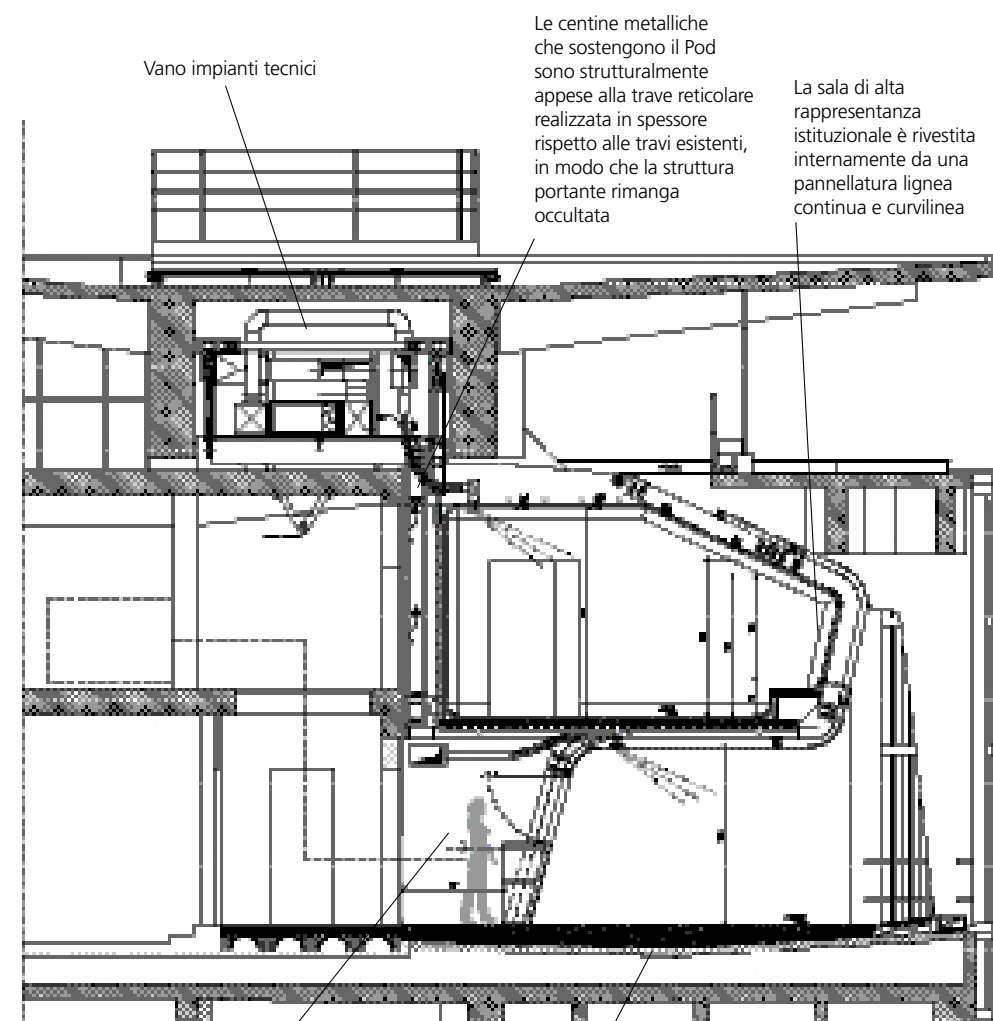 Vano impianti tecnici
Le centine metalliche
che sostengono il Pod
sono strutturalmente
appese alla trave reticolare
realizzata in spessore
rispetto alle travi esistenti,
in modo che la struttura
portante rimanga
occultata
La sala di alta
rappresentanza
istituzionale è rivestita
internamente da una
pannellatura lignea
continua e curvilinea